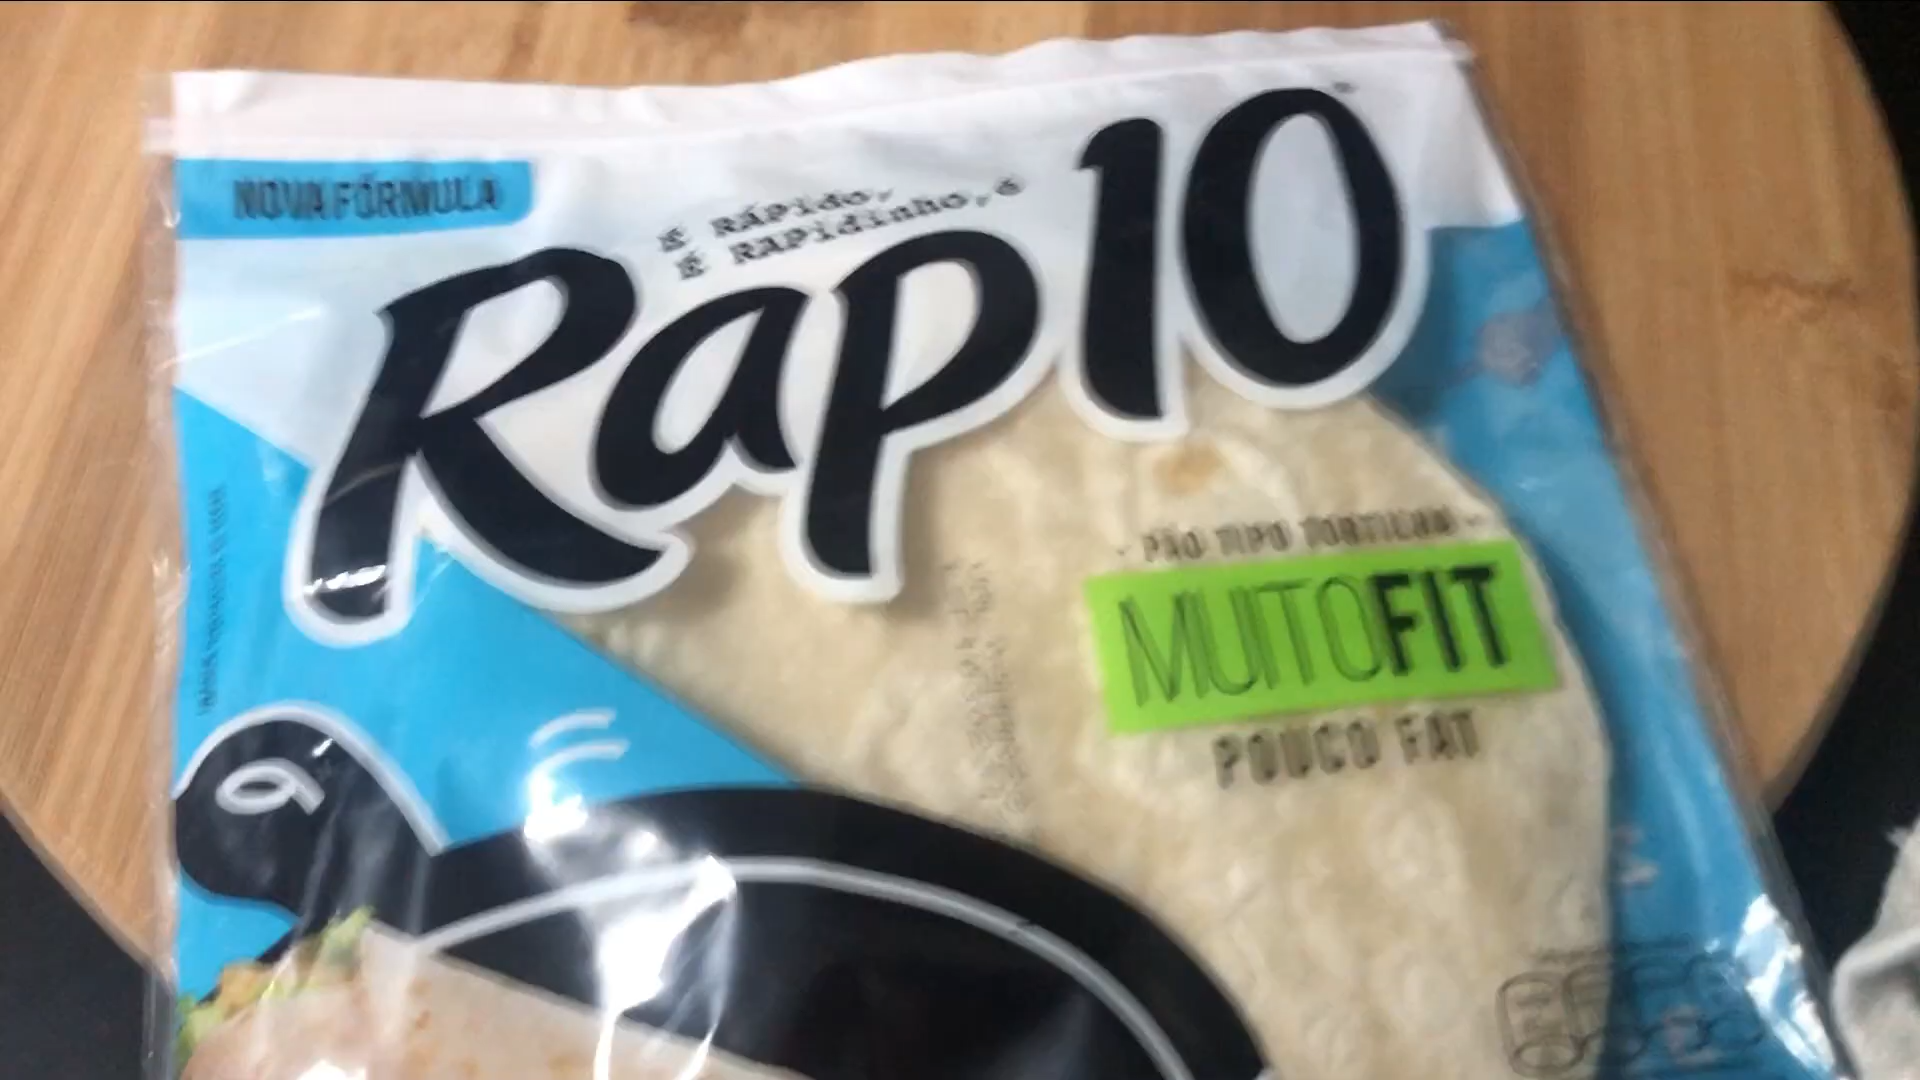 NOVA FÓRMULA
É RÁPido,
É RAPidinho, é
Rap10
- PÃO TIPO TORTILHA -
MUITOFIT
POUCO FAT